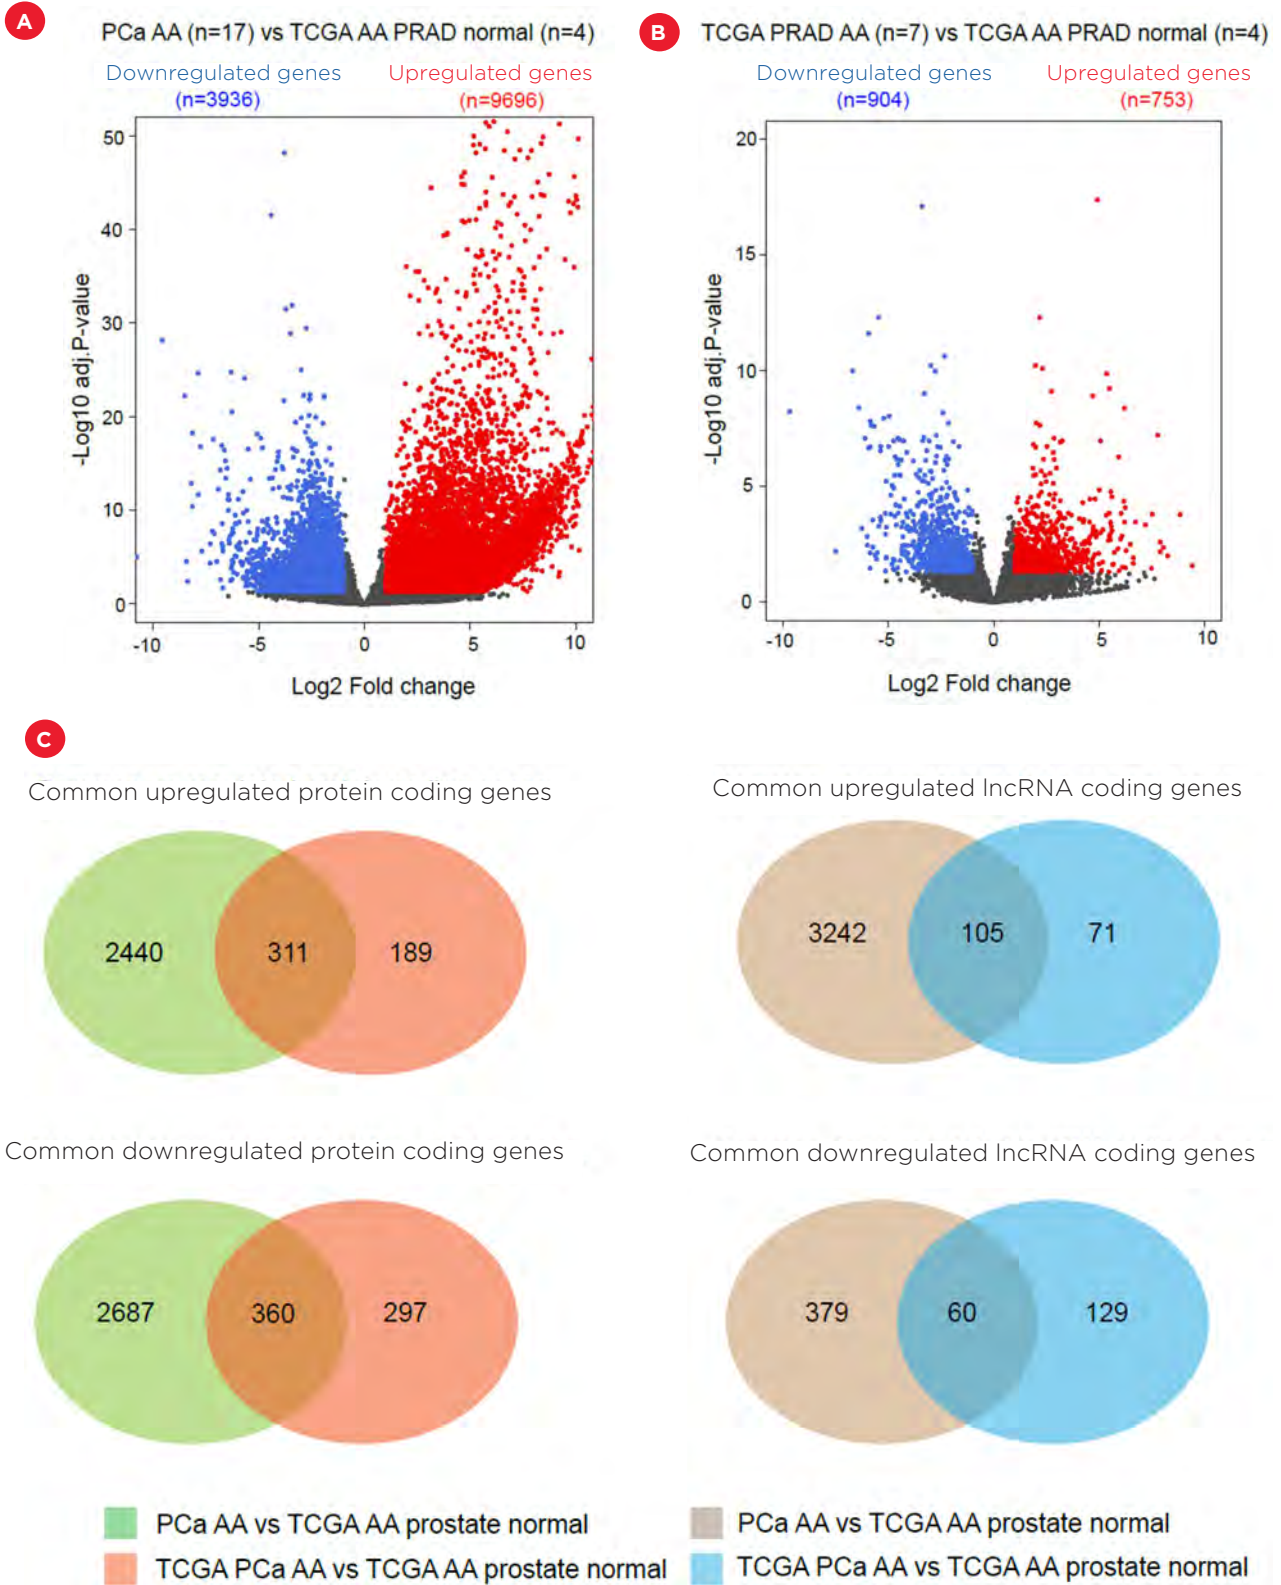 A
PCa AA (n=17) vs TCGA AA PRAD normal (n=4)
Downregulated genes
Upregulated genes
(n=3936)
(n=9696)
50
40
30
20
10
0
-Log10 adj.P-value
-10
-5
0
5
10
Log2 Fold change
B
TCGA PRAD AA (n=7) vs TCGA AA PRAD normal (n=4)
Downregulated genes
Upregulated genes
(n=904)
(n=753)
20
15
10
5
0
-Log10 adj.P-value
-10
-5
0
5
10
Log2 Fold change
C
Common upregulated protein coding genes
2440
311
189
Common upregulated lncRNA coding genes
3242
105
71
Common downregulated protein coding genes
2687
360
297
Common downregulated lncRNA coding genes
379
60
129
PCa AA vs TCGA AA prostate normal
TCGA PCa AA vs TCGA AA prostate normal
PCa AA vs TCGA AA prostate normal
TCGA PCa AA vs TCGA AA prostate normal